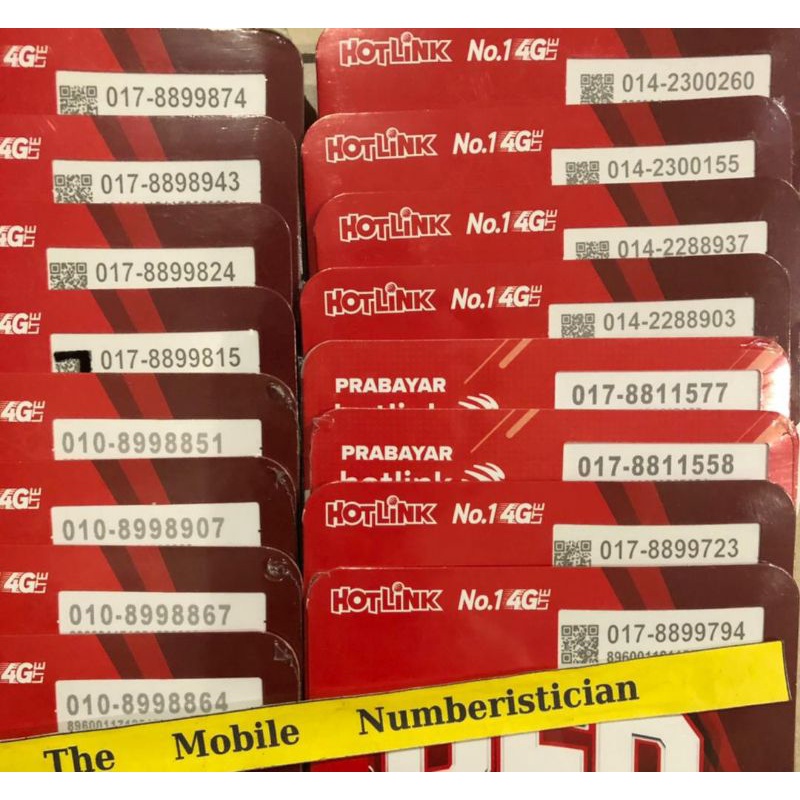 4G LTE
017-8899874
4G LTE
017-8898943
4G LTE
017-8899824
4G LTE
017-8899815
4G LTE
010-8998851
4G LTE
010-8998907
4G LTE
010-8998867
4G LTE
010-8998864
HOTLINK No.1 4G LTE
014-2300260
HOTLINK No.1 4G LTE
014-2300155
HOTLINK No.1 4G LTE
014-2288937
HOTLINK No.1 4G LTE
014-2288903
PRABAYAR
hotlink
017-8811577
PRABAYAR
hotlink
017-8811558
HOTLINK No.1 4G LTE
017-8899723
HOTLINK No.1 4G LTE
017-8899794
RED
The Mobile Numberistician